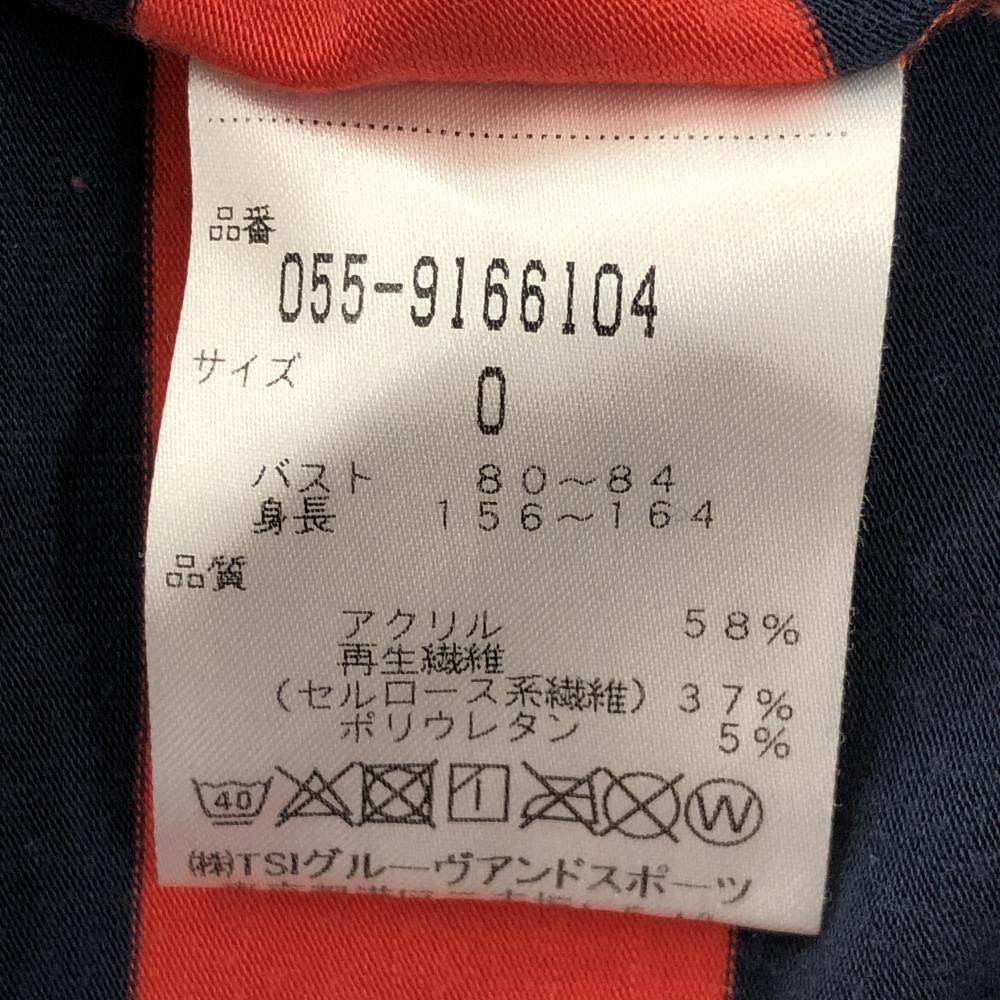 品番
055-9166104
サイズ
0
バスト 80～84
身長 156～164
品質
アクリル 58%
再生繊維
(セルロース系繊維) 37%
ポリウレタン 5%
40 W
㈱TSIグルーヴアンドスポーツ